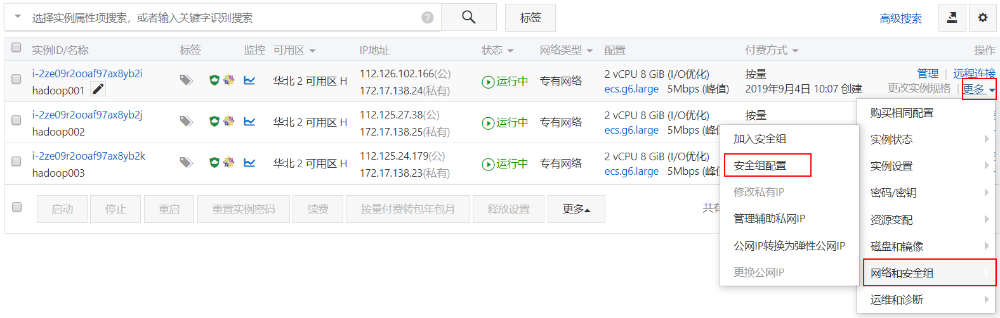 选择实例属性项搜索，或者输入关键字识别搜索
?
标签
高级搜索
实例ID/名称 标签 监控 可用区 IP地址 状态 网络类型 配置 付费方式 操作
i-2ze09r2ooaf97ax8yb2i
hadoop001
华北 2 可用区 H
112.126.102.166(公)
172.17.138.24(私有)
运行中
专有网络
2 vCPU 8 GiB (I/O优化)
ecs.g6.large 5Mbps (峰值)
按量
2019年9月4日 10:07 创建
管理 | 远程连接
更改实例规格 | 更多
i-2ze09r2ooaf97ax8yb2j
hadoop002
华北 2 可用区 H
112.125.27.38(公)
172.17.138.25(私有)
运行中
专有网络
2 vCPU 8 GiB (I/O优化)
ecs.g6.large 5Mbps (峰值
按量
i-2ze09r2ooaf97ax8yb2k
hadoop003
华北 2 可用区 H
112.125.24.179(公)
172.17.138.23(私有)
运行中
专有网络
2 vCPU 8 GiB (I/O优化)
ecs.g6.large 5Mbps (峰值
启动 停止 重启 重置实例密码 续费 按量付费转包年包月 释放设置 更多
共有
加入安全组
安全组配置
修改私有IP
管理辅助私网IP
公网IP转换为弹性公网IP
更换公网IP
购买相同配置
实例状态
实例设置
密码/密钥
资源变配
磁盘和镜像
网络和安全组
运维和诊断